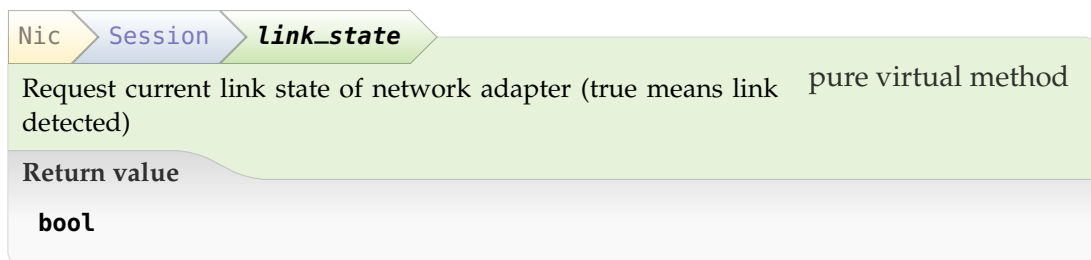 Nic Session link_state
Request current link state of network adapter (true means link pure virtual method
detected)
Return value
bool